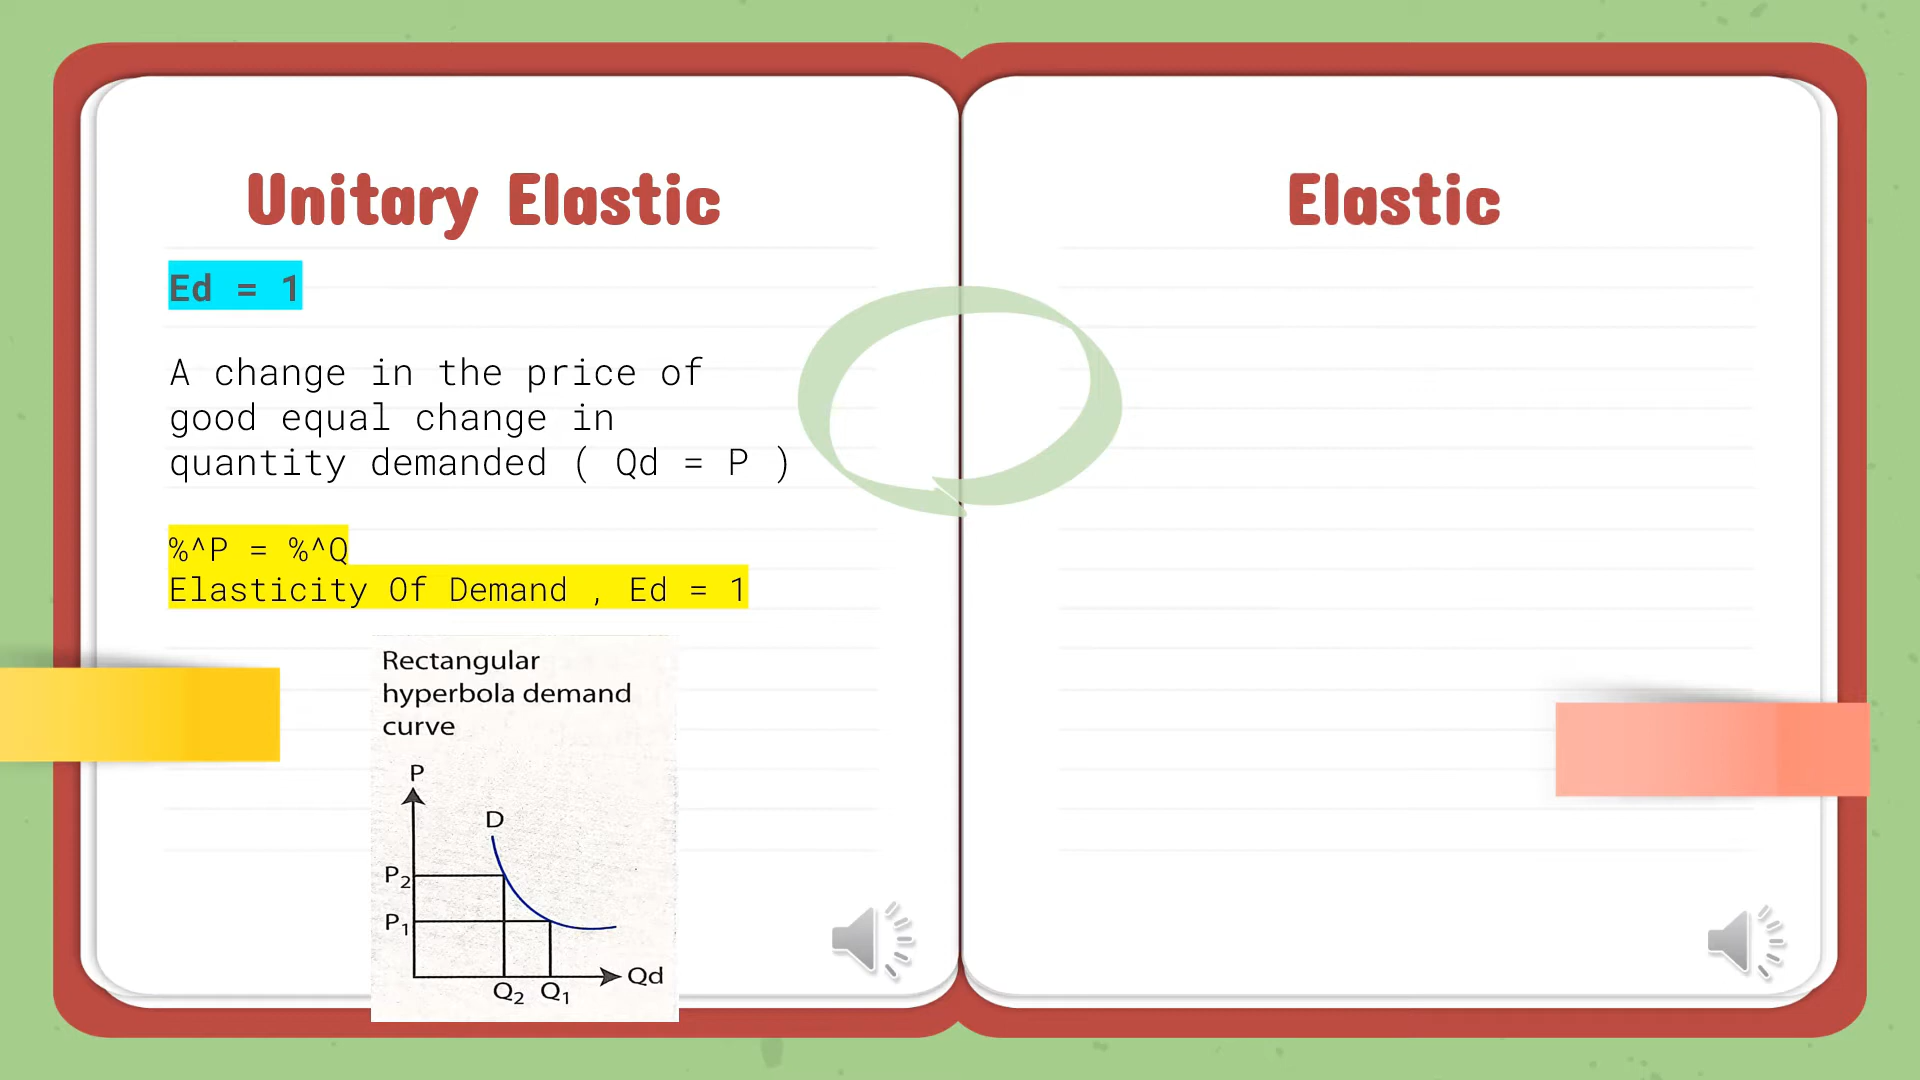 Unitary Elastic
Ed = 1
A change in the price of
good equal change in
quantity demanded ( Qd = P )
%^P = %^Q
Elasticity Of Demand , Ed = 1
Rectangular
hyperbola demand
curve
P
D
P2
P1
Q2 Q1
Qd
Elastic